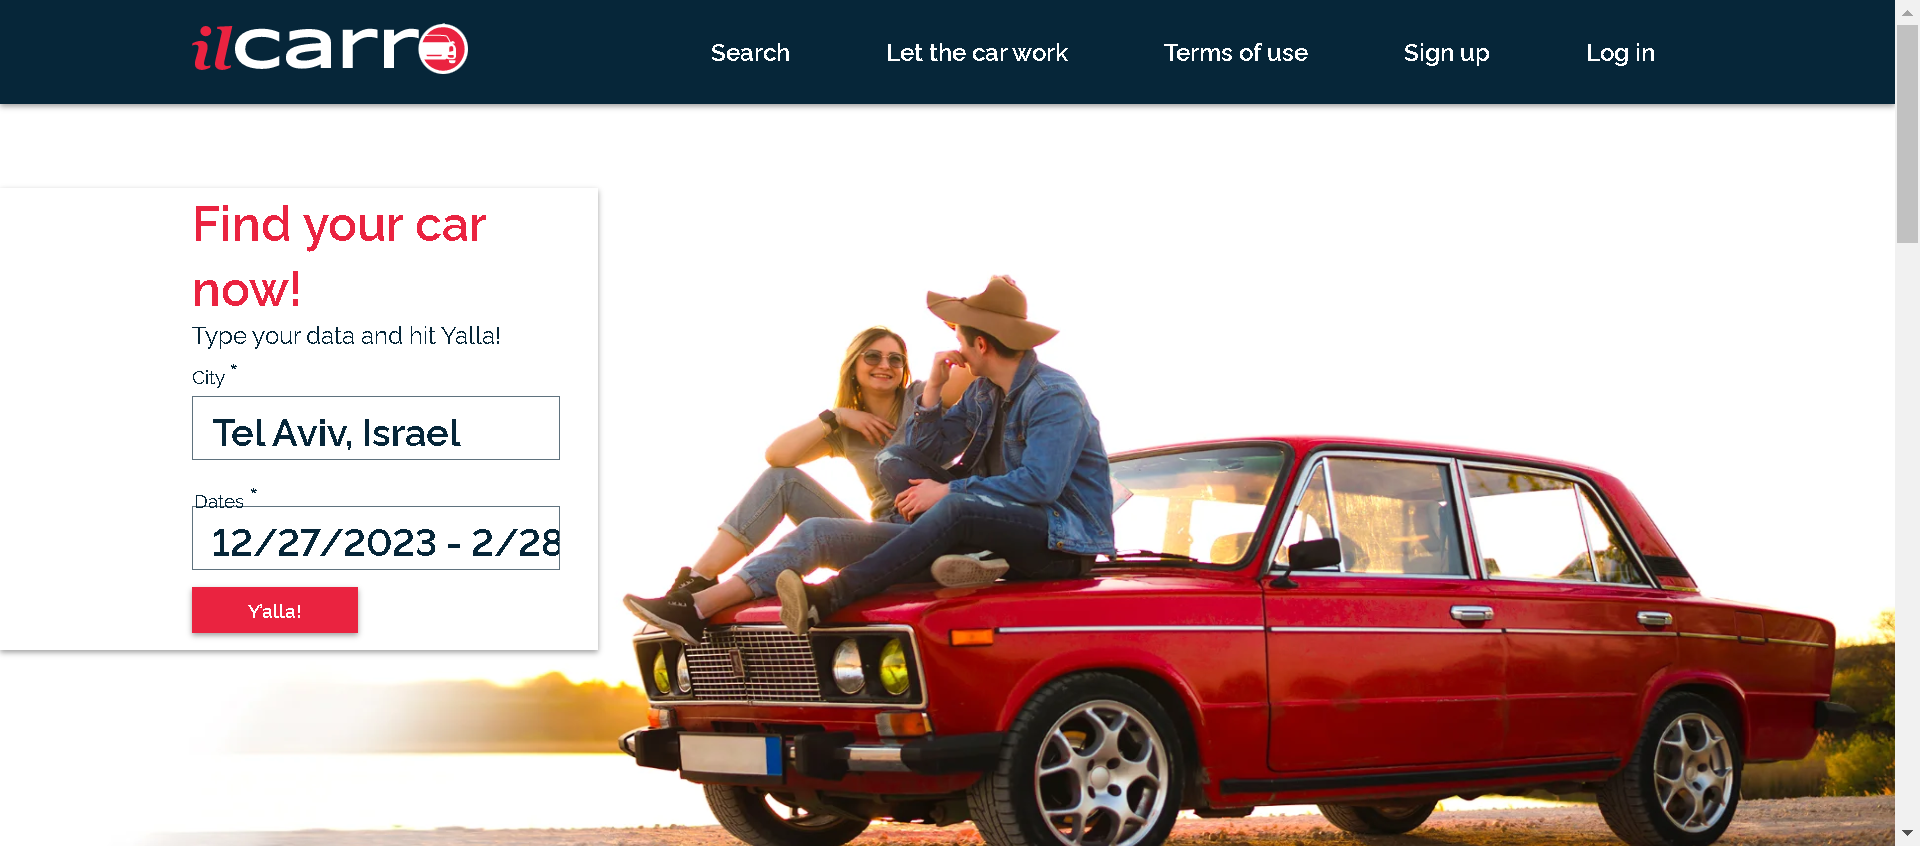 ilcarro
Search
Let the car work
Terms of use
Sign up
Log in
Find your car
now!
Type your data and hit Yalla!
City *
Tel Aviv, Israel
Dates *
12/27/2023 - 2/28
Y'alla!